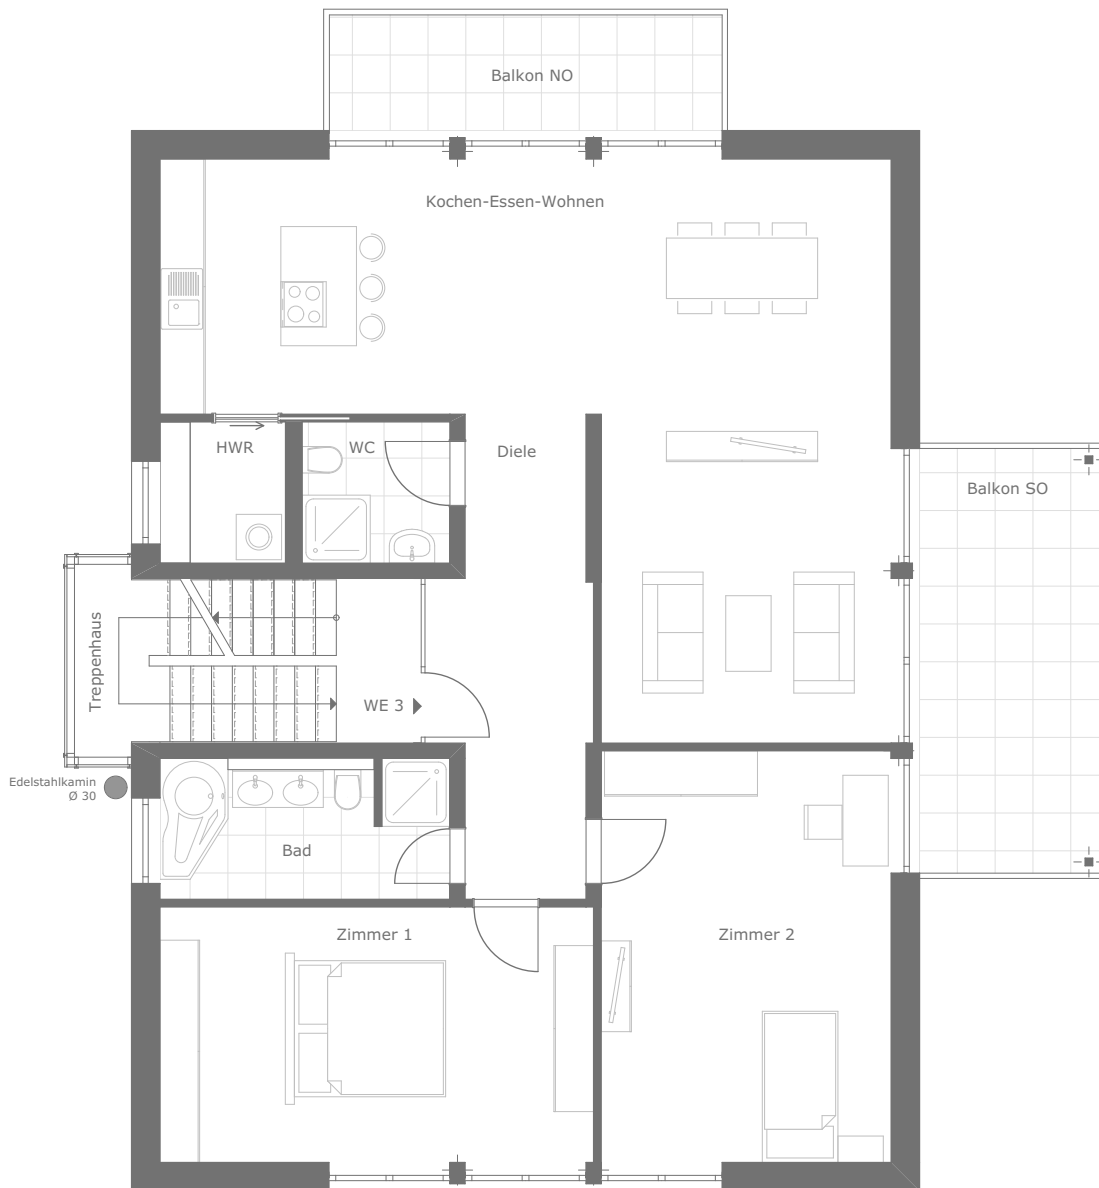 Balkon NO
Kochen-Essen-Wohnen
HWR
WC
Diele
Balkon SO
Treppenhaus
WE 3
Edelstahlkamin
Ø 30
Bad
Zimmer 1
Zimmer 2